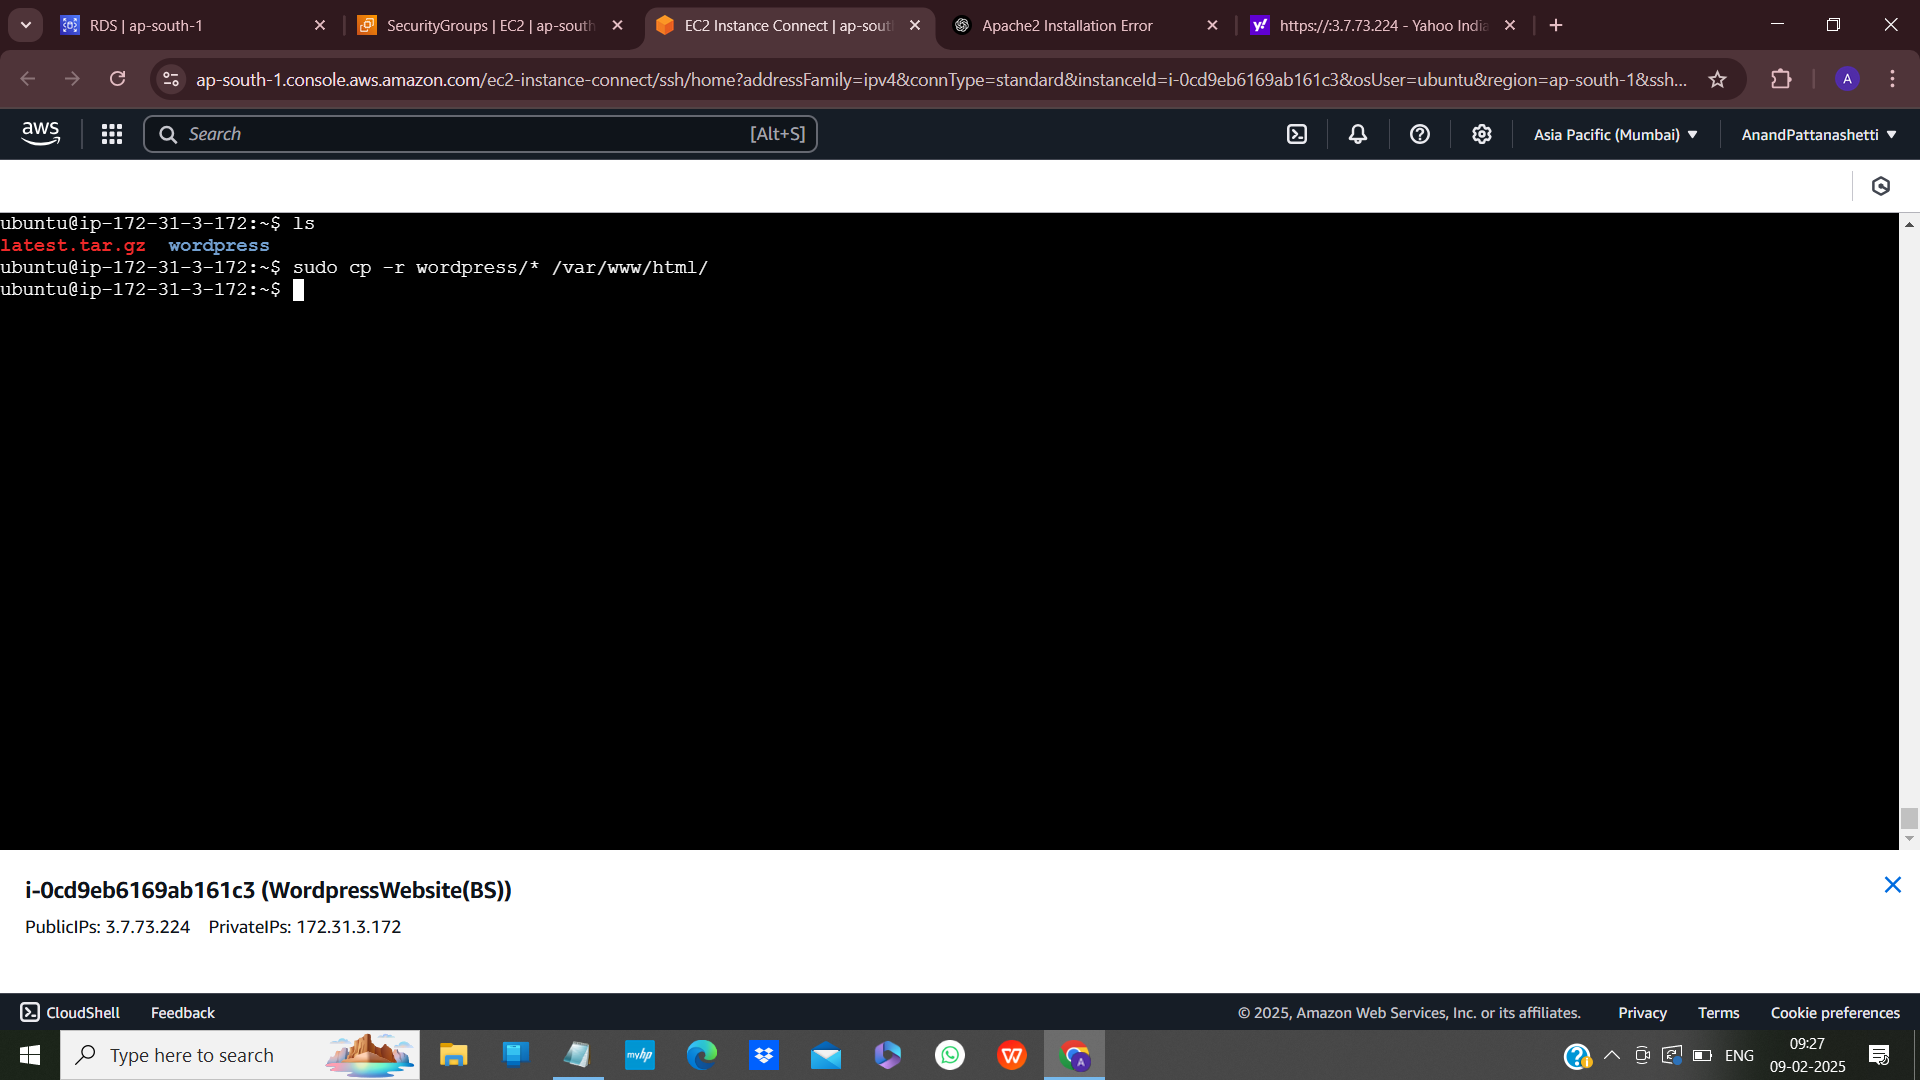 RDS | ap-south-1
SecurityGroups | EC2 | ap-south
EC2 Instance Connect | ap-sout
Apache2 Installation Error
https://:3.7.73.224 - Yahoo India
ap-south-1.console.aws.amazon.com/ec2-instance-connect/ssh/home?addressFamily=ipv4&connType=standard&instanceId=i-0cd9eb6169ab161c3&osUser=ubuntu&region=ap-south-1&ssh...
A
aws
Search
[Alt+S]
Asia Pacific (Mumbai)
AnandPattanashetti
ubuntu@ip-172-31-3-172:~$ ls
latest.tar.gz  wordpress
ubuntu@ip-172-31-3-172:~$ sudo cp -r wordpress/* /var/www/html/
ubuntu@ip-172-31-3-172:~$
i-0cd9eb6169ab161c3 (WordpressWebsite(BS))
PublicIPs: 3.7.73.224 PrivateIPs: 172.31.3.172
CloudShell
Feedback
© 2025, Amazon Web Services, Inc. or its affiliates.
Privacy
Terms
Cookie preferences
Type here to search
myhp
W
A
ENG
09:27
09-02-2025